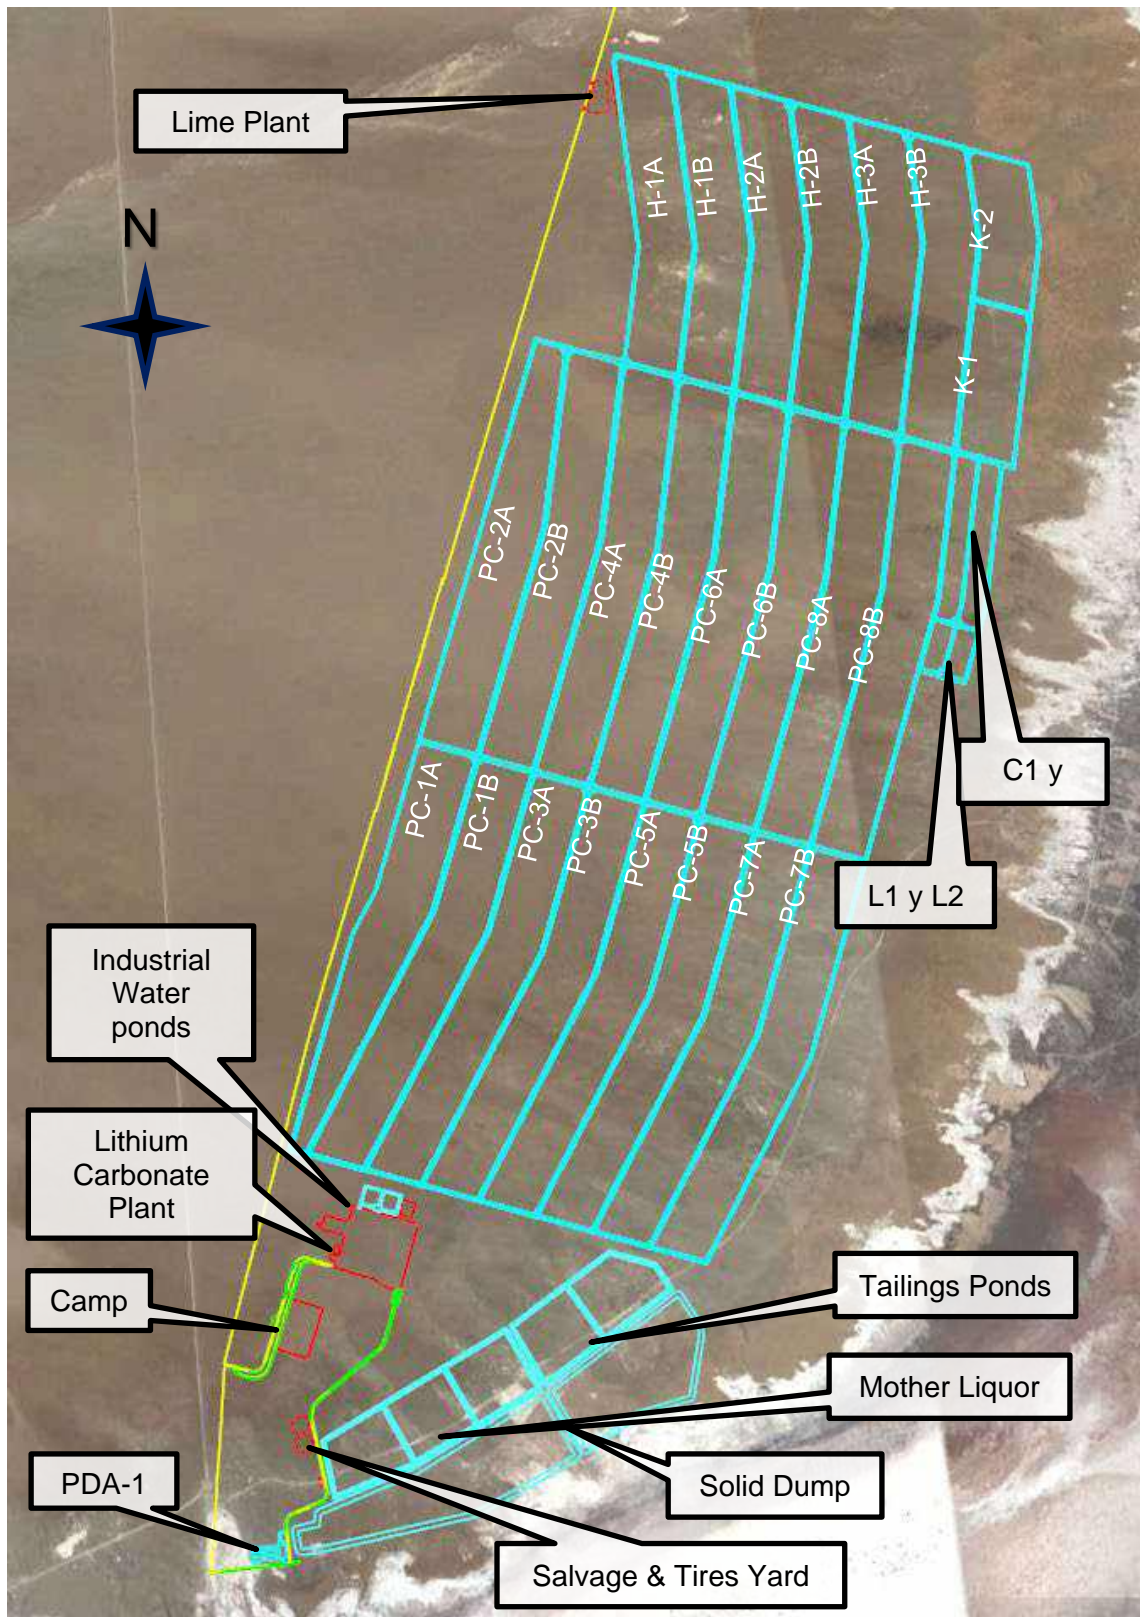 Lime Plant
N
H-1A
H-1B
H-2A
H-2B
H-3A
H-3B
K-2
K-1
PC-2A
PC-2B
PC-4A
PC-4B
PC-6A
PC-6B
PC-8A
PC-8B
C1 y
L1 y L2
PC-1A
PC-1B
PC-3A
PC-3B
PC-5A
PC-5B
PC-7A
PC-7B
Industrial
Water
ponds
Lithium
Carbonate
Plant
Camp
Tailings Ponds
Mother Liquor
Solid Dump
PDA-1
Salvage & Tires Yard